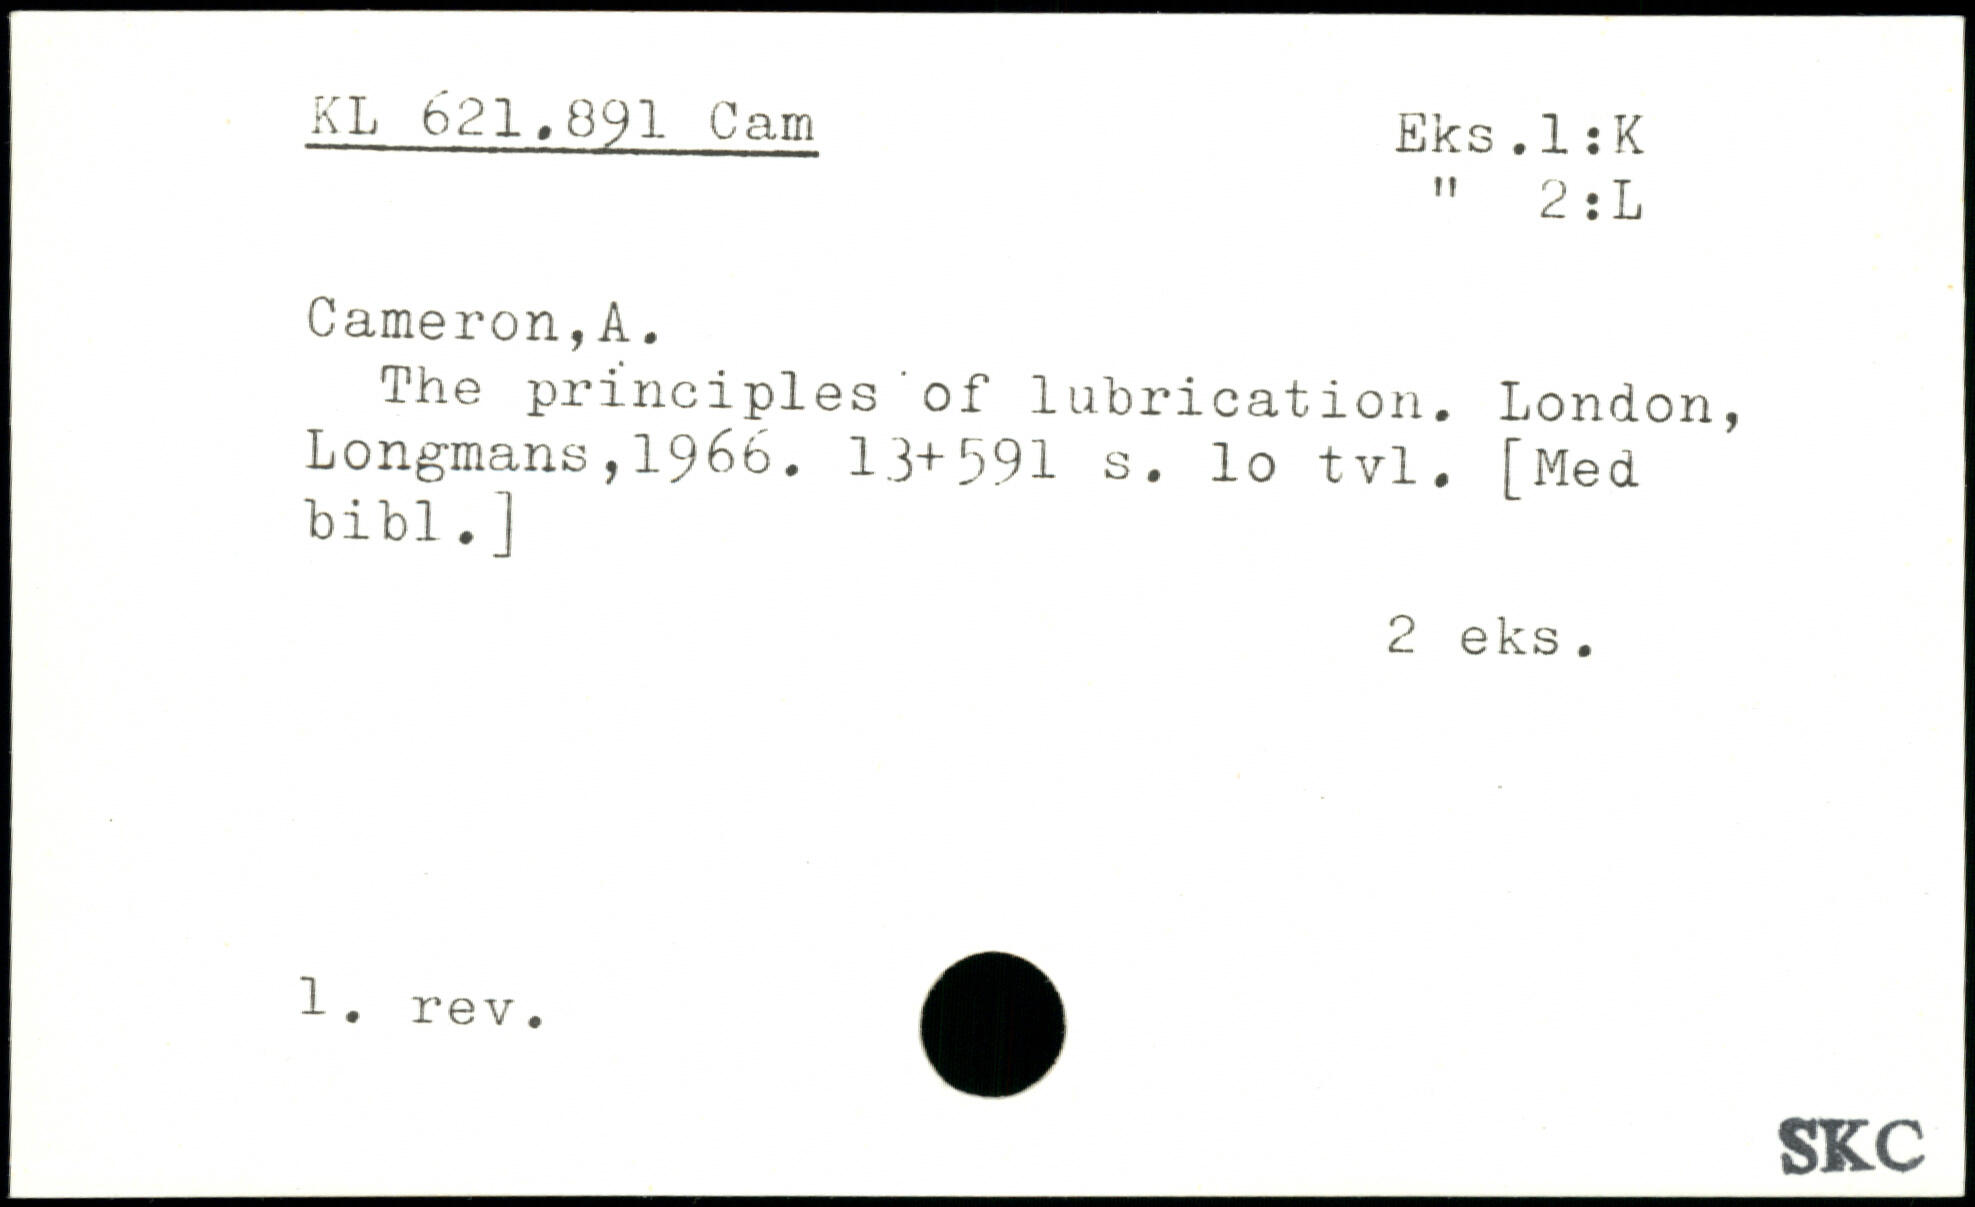 KL 621.891 Cam
Eks.1:K
" 2:L
Cameron,A.
The principles of lubrication. London,
Longmans,1966. 13+591 s. lo tvl. [Med
bibl.]
2 eks.
1. rev.
SKC